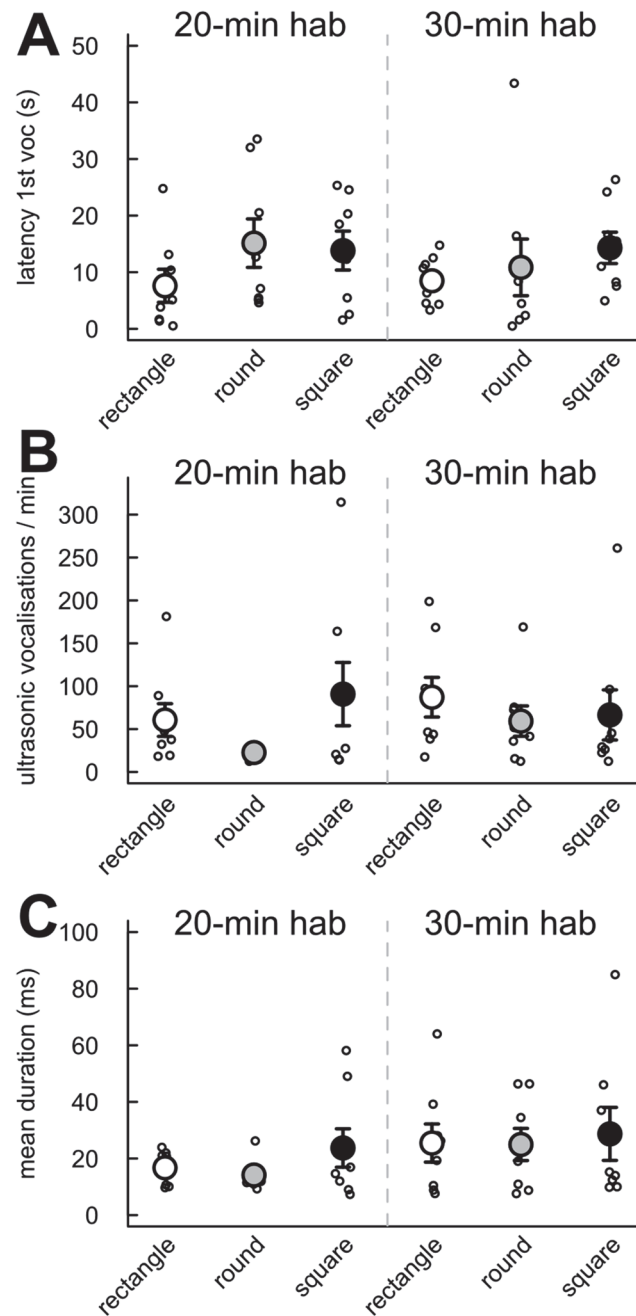 A
20-min hab
30-min hab
latency 1st voc (s)
50
40
30
20
10
0
rectangle
round
square
rectangle
round
square
B
20-min hab
30-min hab
ultrasonic vocalisations / min
300
200
150
100
50
0
rectangle
round
square
rectangle
round
square
C
20-min hab
30-min hab
mean duration (ms)
100
80
60
40
20
0
rectangle
round
square
rectangle
round
square